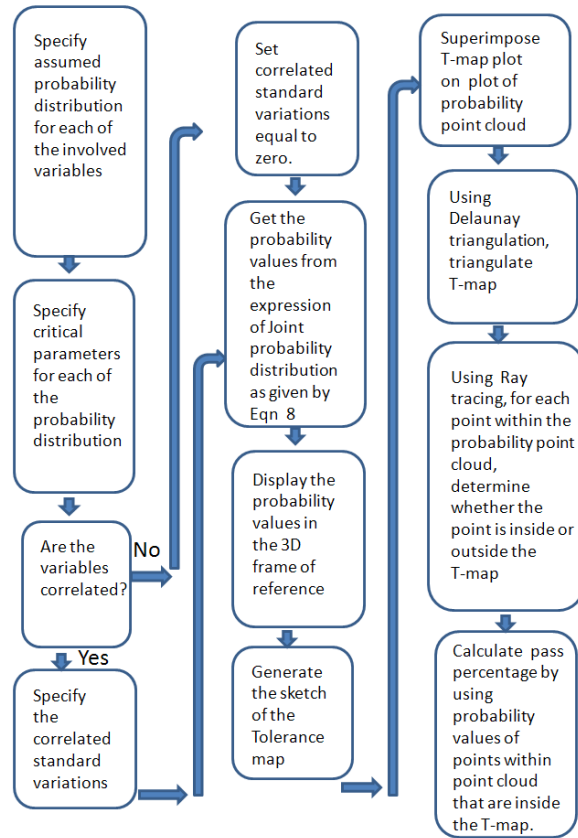 Specify
assumed
probability
distribution
for each of
the involved
variables
Specify
critical
parameters
for each of
the
probability
distribution
Are the
variables
correlated?
No
Yes
Specify
the
correlated
standard
variations
Set
correlated
standard
variations
equal to
zero.
Get the
probability
values from
the
expression
of Joint
probability
distribution
as given by
Eqn 8
Display the
probability
values in
the 3D
frame of
reference
Generate
the sketch
of the
Tolerance
map
Superimpose
T-map plot
on plot of
probability
point cloud
Using
Delaunay
triangulation,
triangulate
T-map
Using Ray
tracing, for each
point within the
probability point
cloud,
determine
whether the
point is inside or
outside the
T-map
Calculate pass
percentage by
using
probability
values of
points within
point cloud
that are inside
the T-map.